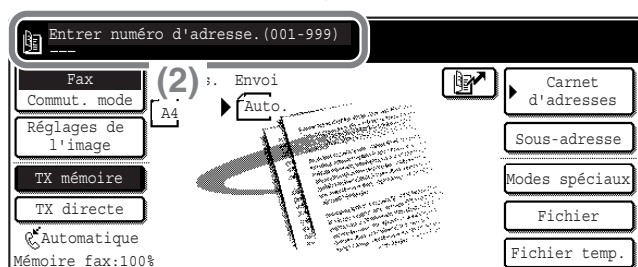 Entrer numéro d'adresse.(001-999)
---
Fax
Commut. mode
(2)
s. Envoi
A4
Auto.
Carnet
d'adresses
Réglages de
l'image
Sous-adresse
TX mémoire
Modes spéciaux
TX directe
Fichier
Automatique
Mémoire fax:100%
Fichier temp.